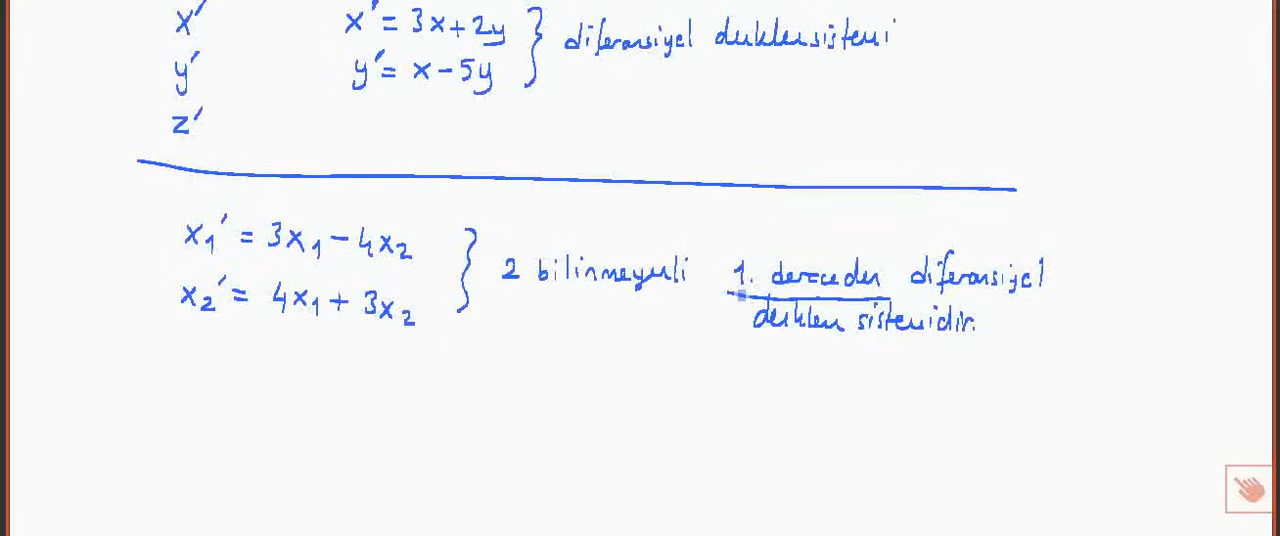 x' x' = 3x + 2y } diferansiyel denklem sistemi
y' y' = x - 5y
z'
x₁' = 3x₁ - 4x₂
x₂' = 4x₁ + 3x₂ } 2 bilinmeyenli 1. dereceden diferansiyel
denklem sistemidir.